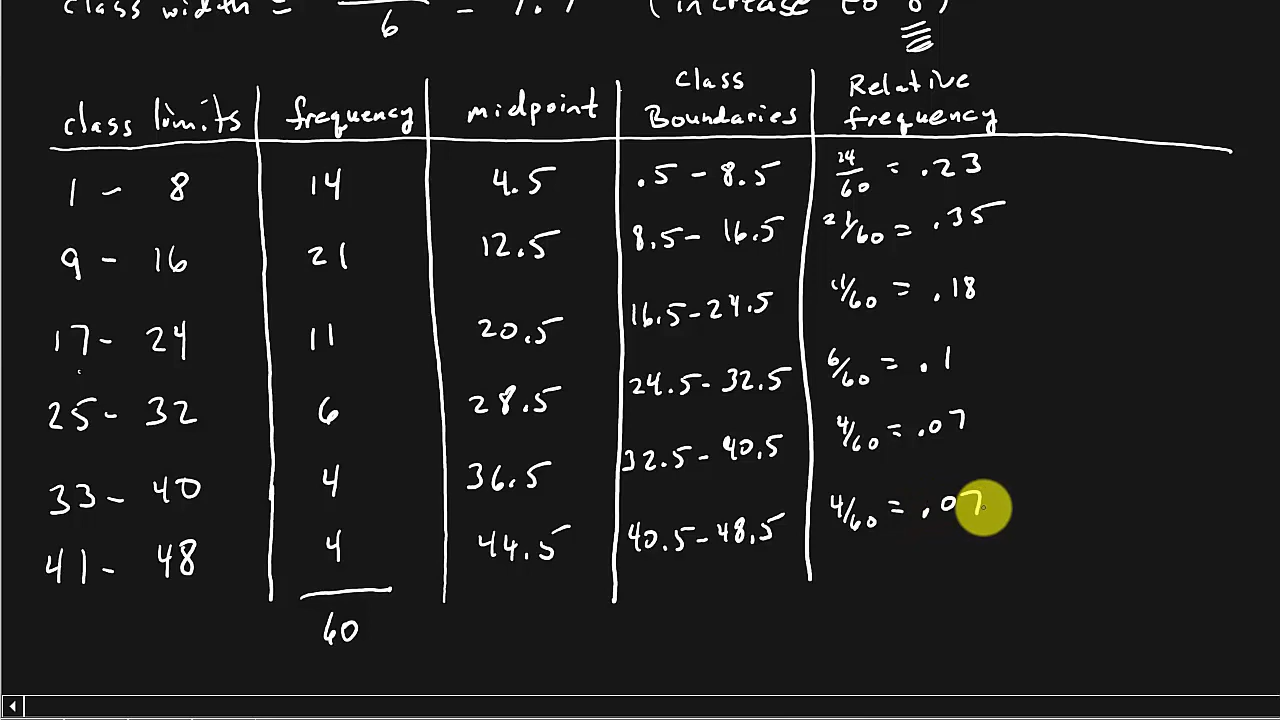 class width = 6 = 7. (increase to 8)
class limits frequency midpoint Class Boundaries Relative frequency
1 - 8 14 4.5 .5 - 8.5 24/60 = .23
9 - 16 21 12.5 8.5 - 16.5 21/60 = .35
17 - 24 11 20.5 16.5 - 24.5 11/60 = .18
25 - 32 6 28.5 24.5 - 32.5 6/60 = .1
33 - 40 4 36.5 32.5 - 40.5 4/60 = .07
41 - 48 4 44.5 40.5 - 48.5 4/60 = .07
60